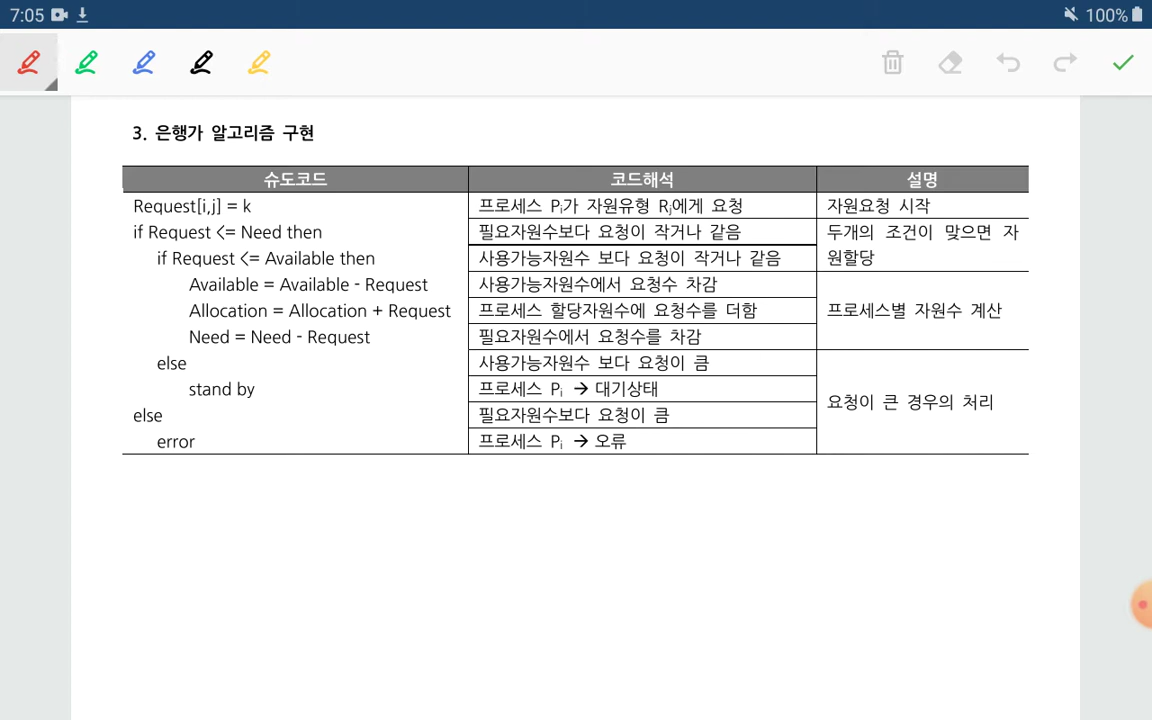 7:05
100%
3. 은행가 알고리즘 구현
슈도코드 코드해석 설명
Request[i,j] = k 프로세스 Pi가 자원유형 Rj에게 요청 자원요청 시작
if Request <= Need then 필요자원수보다 요청이 작거나 같음 두개의 조건이 맞으면 자
if Request <= Available then 사용가능자원수 보다 요청이 작거나 같음 원할당
Available = Available - Request 사용가능자원수에서 요청수 차감
Allocation = Allocation + Request 프로세스 할당자원수에 요청수를 더함 프로세스별 자원수 계산
Need = Need - Request 필요자원수에서 요청수를 차감
else 사용가능자원수 보다 요청이 큼
stand by 프로세스 Pi → 대기상태
요청이 큰 경우의 처리
else 필요자원수보다 요청이 큼
error 프로세스 Pi → 오류